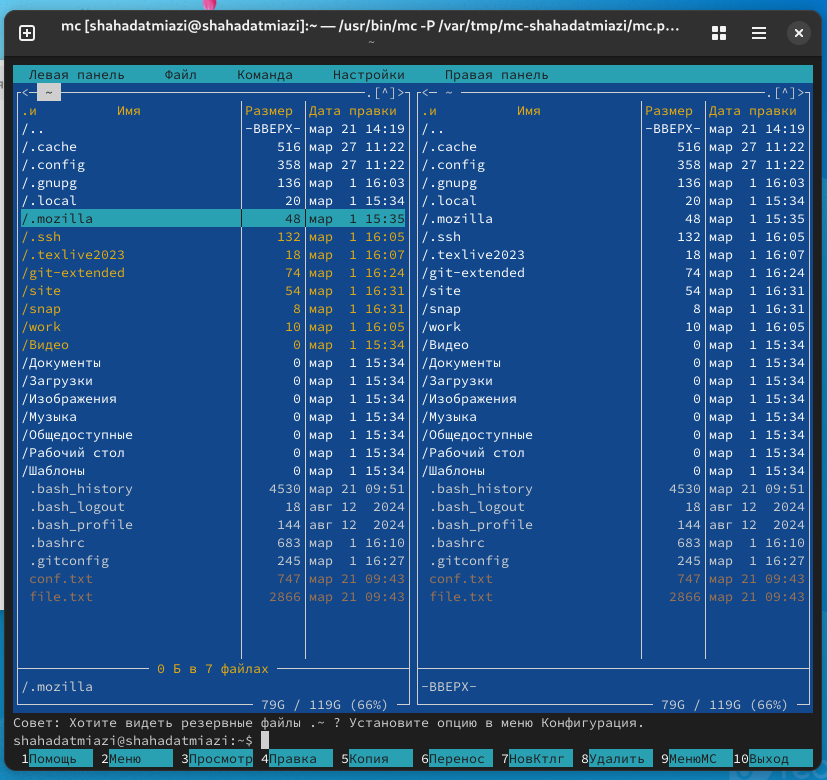 mc [shahadatmiazi@shahadatmiazi]:~ — /usr/bin/mc -P /var/tmp/mc-shahadatmiazi/mc.p…
~
Левая панель Файл Команда Настройки Правая панель
<— ~ .[^]> <— ~ .[^]>
.и Имя Размер Дата правки .и Имя Размер Дата правки
/.. -ВВЕРХ- мар 21 14:19 /.. -ВВЕРХ- мар 21 14:19
/.cache 516 мар 27 11:22 /.cache 516 мар 27 11:22
/.config 358 мар 27 11:22 /.config 358 мар 27 11:22
/.gnupg 136 мар 1 16:03 /.gnupg 136 мар 1 16:03
/.local 20 мар 1 15:34 /.local 20 мар 1 15:34
/.mozilla 48 мар 1 15:35 /.mozilla 48 мар 1 15:35
/.ssh 132 мар 1 16:05 /.ssh 132 мар 1 16:05
/.texlive2023 18 мар 1 16:07 /.texlive2023 18 мар 1 16:07
/git-extended 74 мар 1 16:24 /git-extended 74 мар 1 16:24
/site 54 мар 1 16:31 /site 54 мар 1 16:31
/snap 8 мар 1 16:31 /snap 8 мар 1 16:31
/work 10 мар 1 16:05 /work 10 мар 1 16:05
/Видео 0 мар 1 15:34 /Видео 0 мар 1 15:34
/Документы 0 мар 1 15:34 /Документы 0 мар 1 15:34
/Загрузки 0 мар 1 15:34 /Загрузки 0 мар 1 15:34
/Изображения 0 мар 1 15:34 /Изображения 0 мар 1 15:34
/Музыка 0 мар 1 15:34 /Музыка 0 мар 1 15:34
/Общедоступные 0 мар 1 15:34 /Общедоступные 0 мар 1 15:34
/Рабочий стол 0 мар 1 15:34 /Рабочий стол 0 мар 1 15:34
/Шаблоны 0 мар 1 15:34 /Шаблоны 0 мар 1 15:34
.bash_history 4530 мар 21 09:51 .bash_history 4530 мар 21 09:51
.bash_logout 18 авг 12 2024 .bash_logout 18 авг 12 2024
.bash_profile 144 авг 12 2024 .bash_profile 144 авг 12 2024
.bashrc 683 мар 1 16:10 .bashrc 683 мар 1 16:10
.gitconfig 245 мар 1 16:27 .gitconfig 245 мар 1 16:27
conf.txt 747 мар 21 09:43 conf.txt 747 мар 21 09:43
file.txt 2866 мар 21 09:43 file.txt 2866 мар 21 09:43
0 Б в 7 файлах
/.mozilla -ВВЕРХ-
79G / 119G (66%) 79G / 119G (66%)
Совет: Хотите видеть резервные файлы .~ ? Установите опцию в меню Конфигурация.
shahadatmiazi@shahadatmiazi:~$
1Помощь 2Меню 3Просмотр 4Правка 5Копия 6Перенос 7НовКтлг 8Удалить 9МенюМС 10Выход